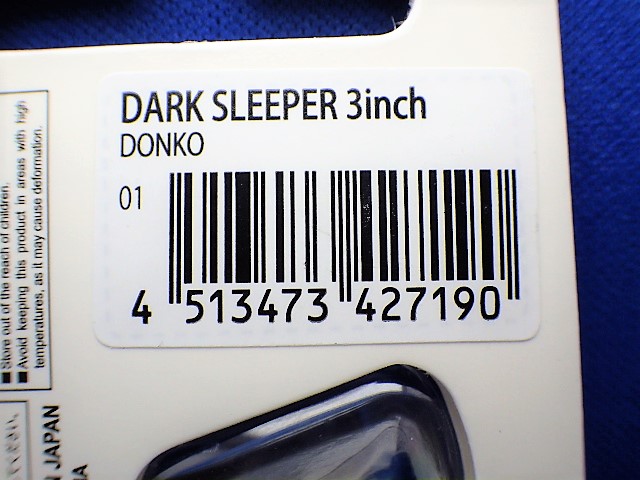 DARK SLEEPER 3inch
DONKO
01
4 513473 427190
■Store out of the reach of children.
■Avoid keeping this product in areas with high
temperatures, as it may cause deformation.
JAPAN